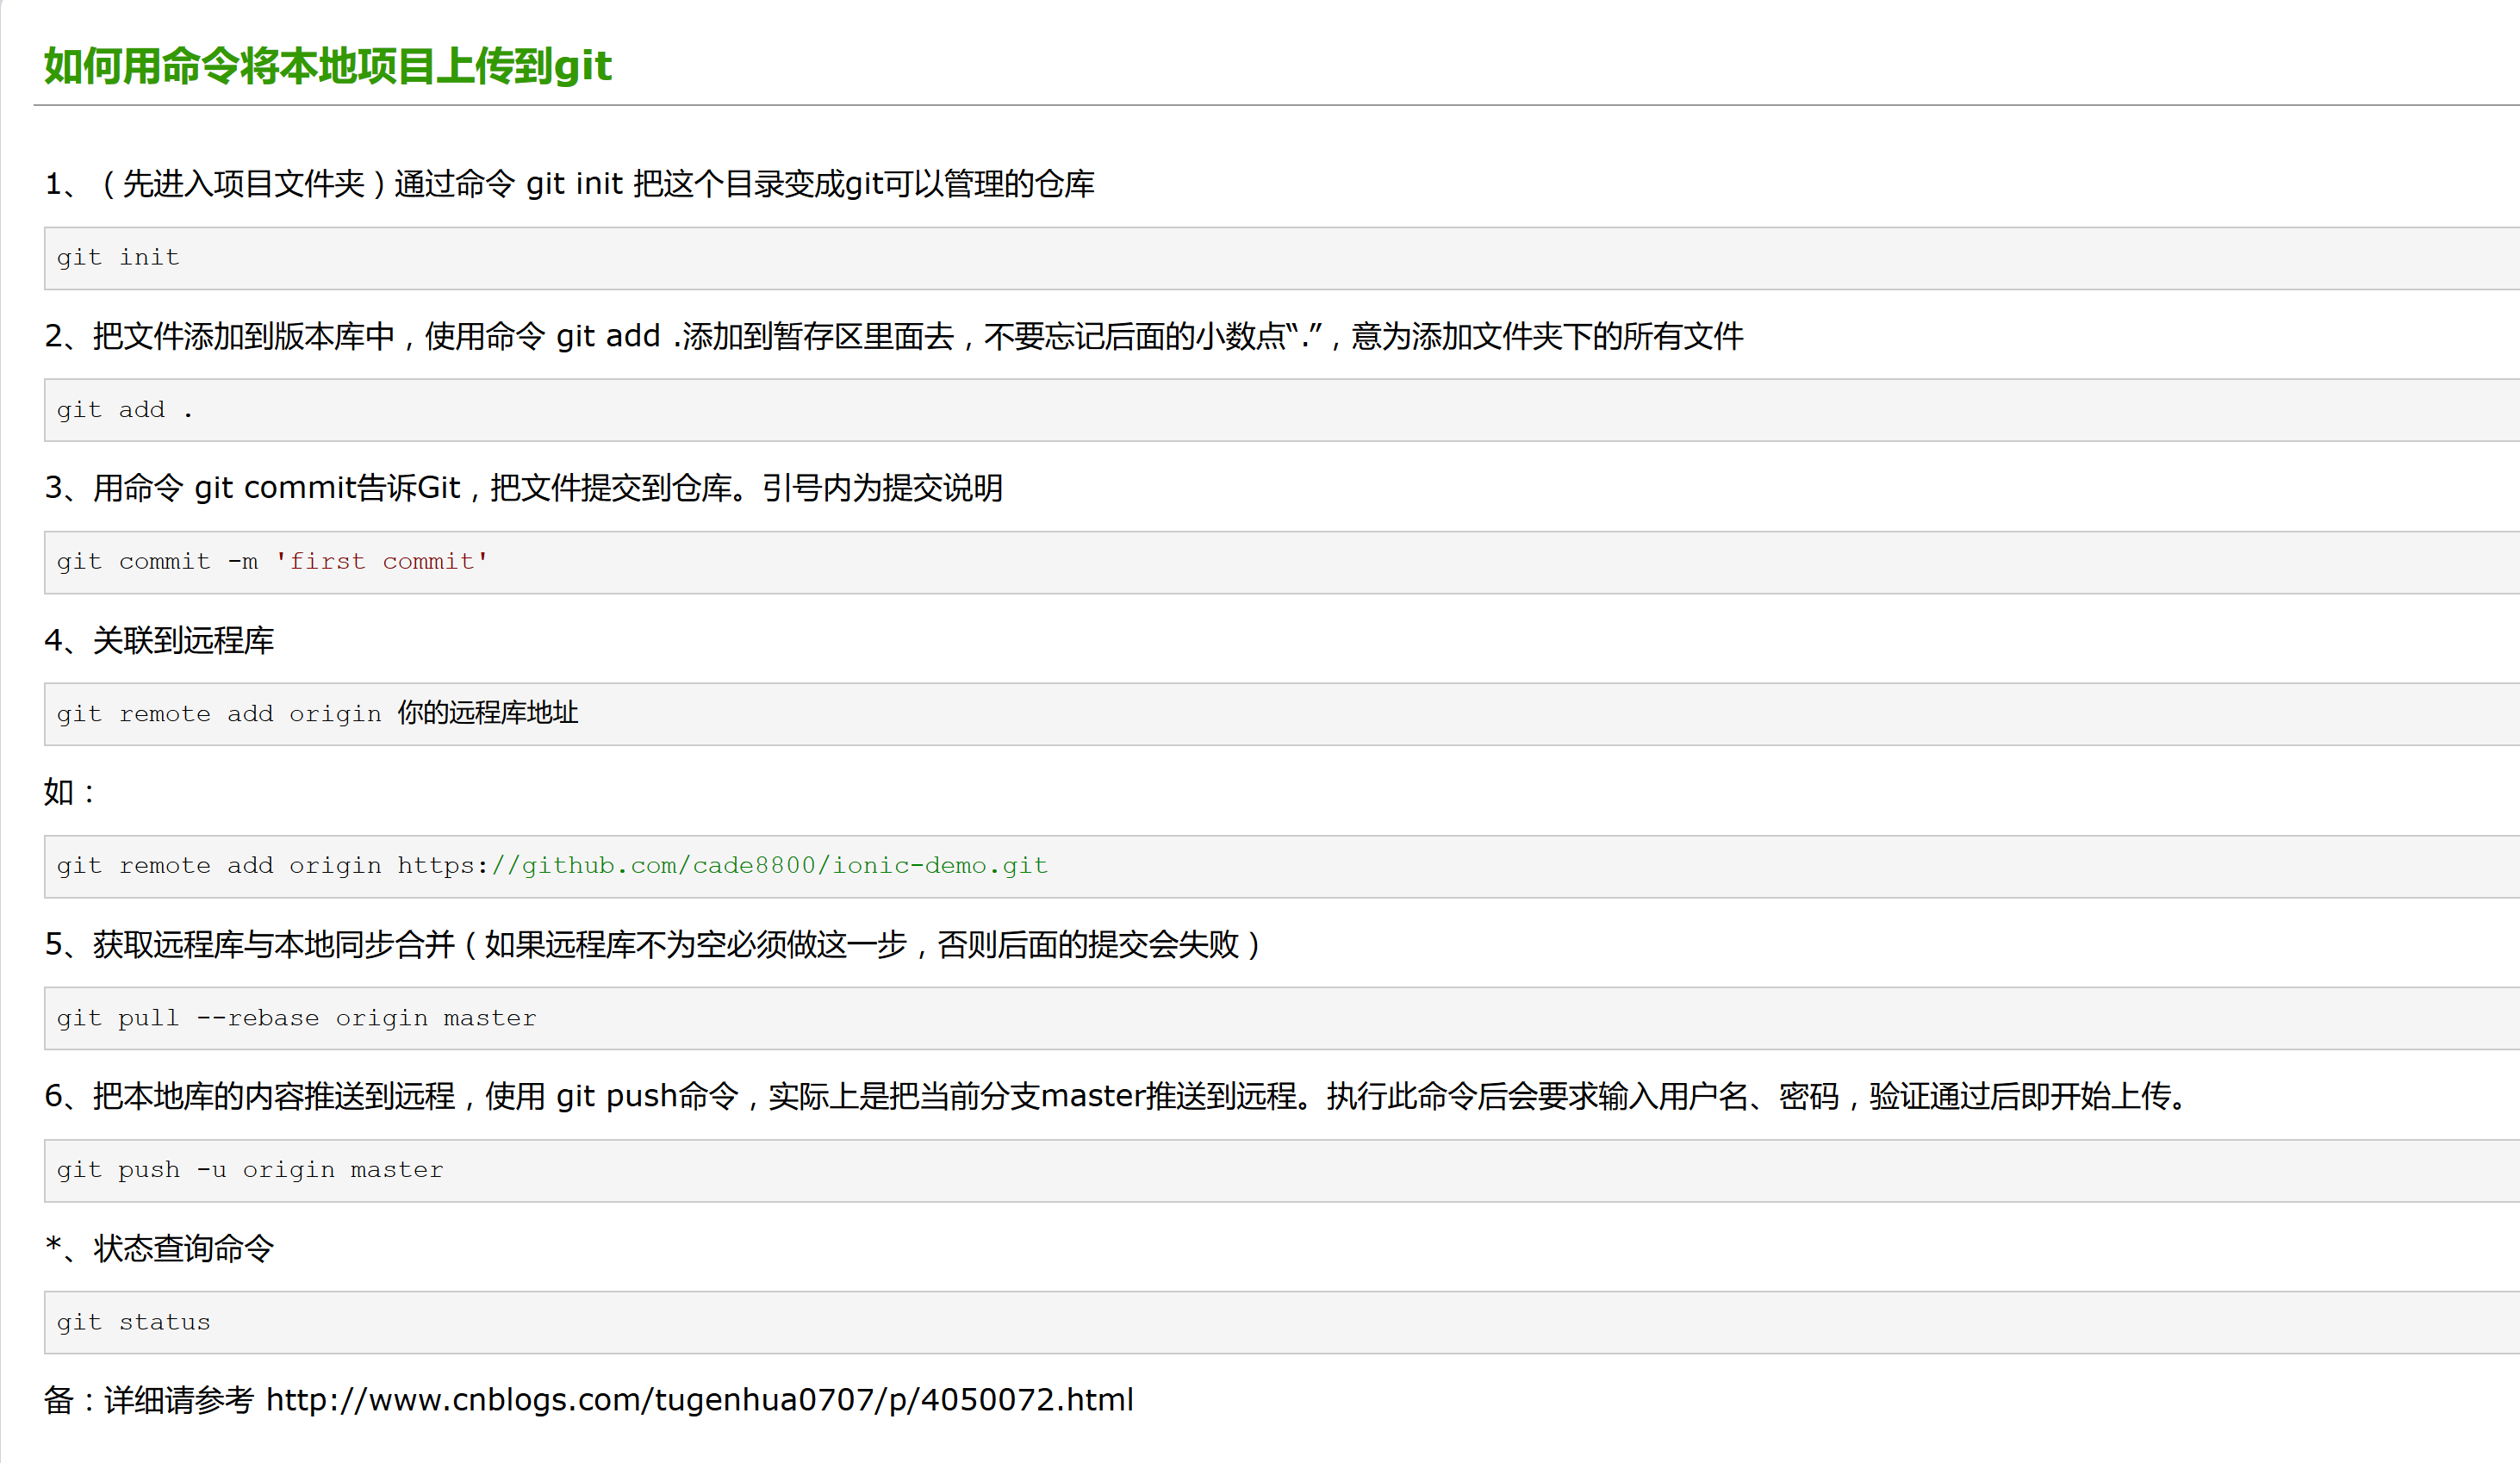 如何用命令将本地项目上传到git
1、（先进入项目文件夹）通过命令 git init 把这个目录变成git可以管理的仓库
git init
2、把文件添加到版本库中，使用命令 git add .添加到暂存区里面去，不要忘记后面的小数点“.”，意为添加文件夹下的所有文件
git add .
3、用命令 git commit告诉Git，把文件提交到仓库。引号内为提交说明
git commit -m 'first commit'
4、关联到远程库
git remote add origin 你的远程库地址
如：
git remote add origin https://github.com/cade8800/ionic-demo.git
5、获取远程库与本地同步合并（如果远程库不为空必须做这一步，否则后面的提交会失败）
git pull --rebase origin master
6、把本地库的内容推送到远程，使用 git push命令，实际上是把当前分支master推送到远程。执行此命令后会要求输入用户名、密码，验证通过后即开始上传。
git push -u origin master
*、状态查询命令
git status
备：详细请参考 http://www.cnblogs.com/tugenhua0707/p/4050072.html